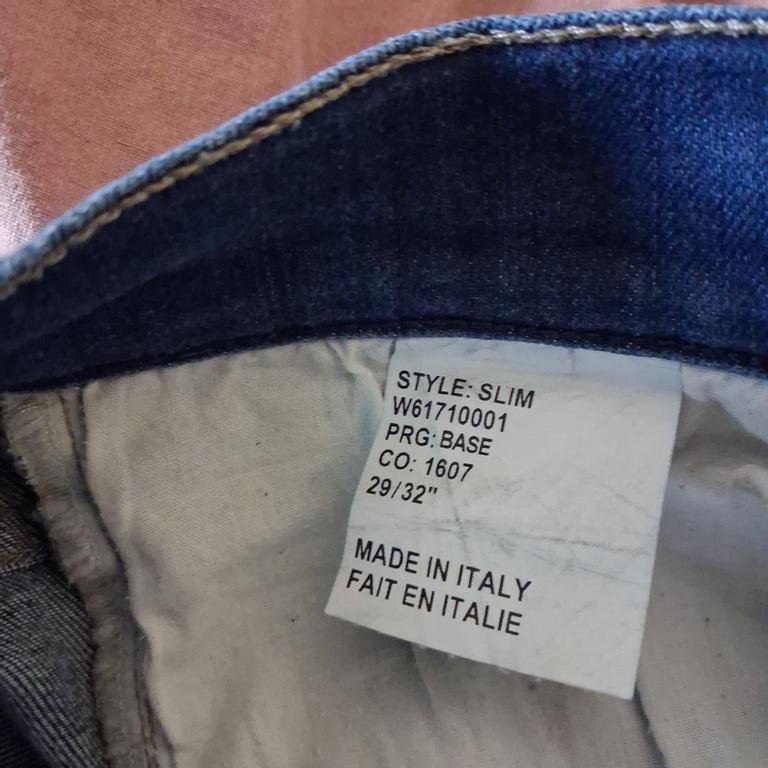 STYLE: SLIM
W61710001
PRG: BASE
CO: 1607
29/32"
MADE IN ITALY
FAIT EN ITALIE